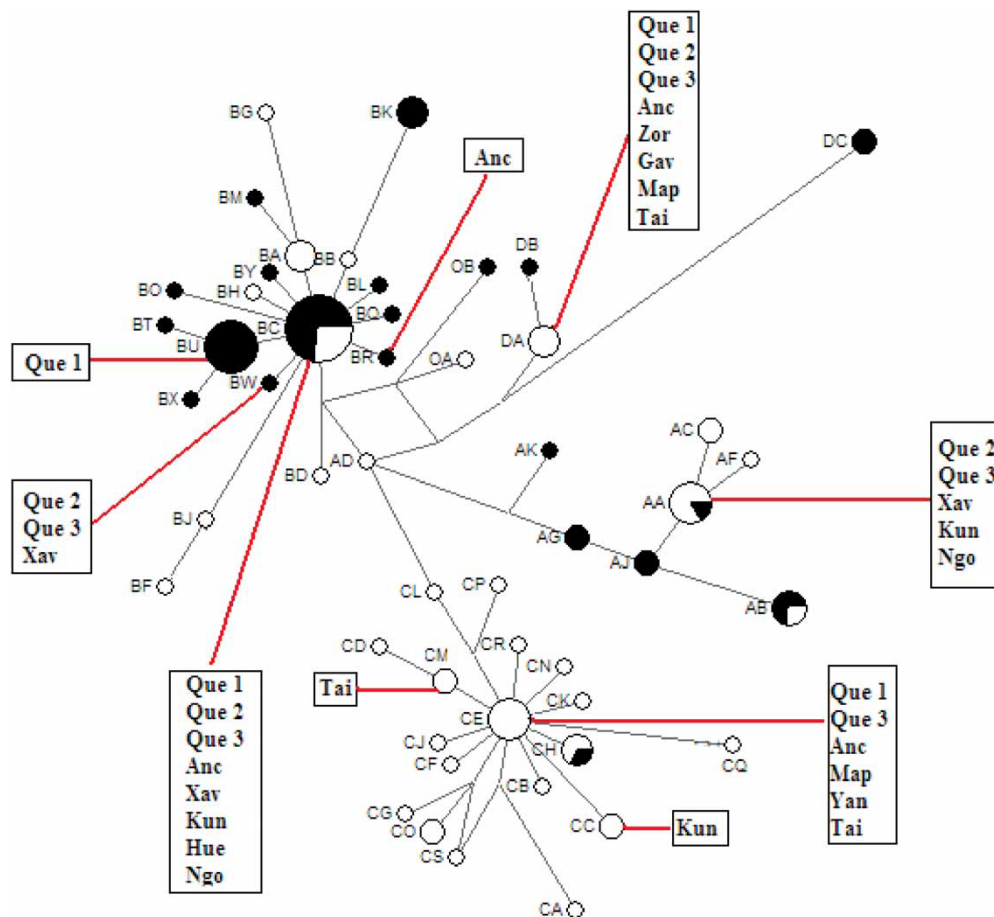 Que 1
Que 2
Que 3
Anc
Zor
Gav
Map
Tai
BG
BK
Anc
DC
BM
BA
BB
OB
DB
BY
BH
BL
BO
BQ
BT
BC
BU
BR
OA
DA
Que 1
BX
BW
BD
AD
AK
AC
AF
AA
Que 2
Que 3
Xav
Kun
Ngo
Que 2
Que 3
Xav
BJ
AG
AJ
BF
AB
CL
CP
CD
CM
CR
CN
Tai
CK
CE
Que 1
Que 2
Que 3
Anc
Xav
Kun
Hue
Ngo
CJ
CH
CF
CQ
CB
Que 1
Que 3
Anc
Map
Yan
Tai
CG
CO
CC
Kun
CS
CA